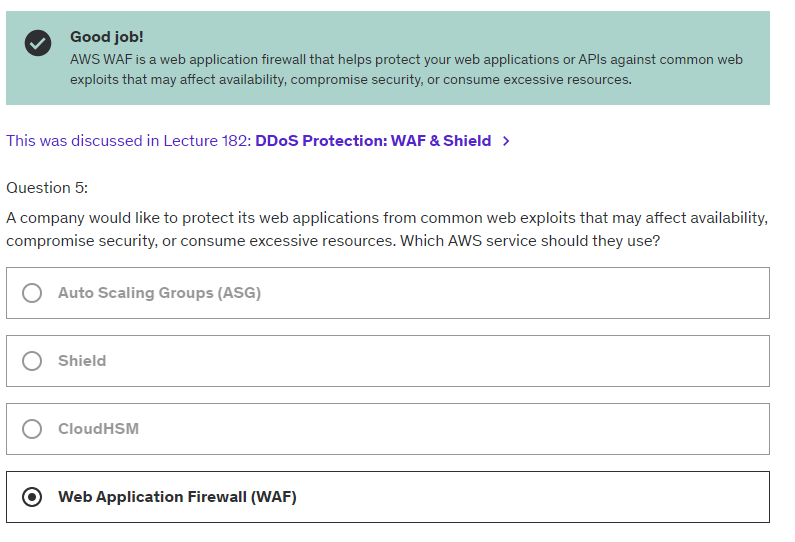 Good job!
AWS WAF is a web application firewall that helps protect your web applications or APIs against common web
exploits that may affect availability, compromise security, or consume excessive resources.
This was discussed in Lecture 182: DDoS Protection: WAF & Shield >
Question 5:
A company would like to protect its web applications from common web exploits that may affect availability,
compromise security, or consume excessive resources. Which AWS service should they use?
Auto Scaling Groups (ASG)
Shield
CloudHSM
Web Application Firewall (WAF)